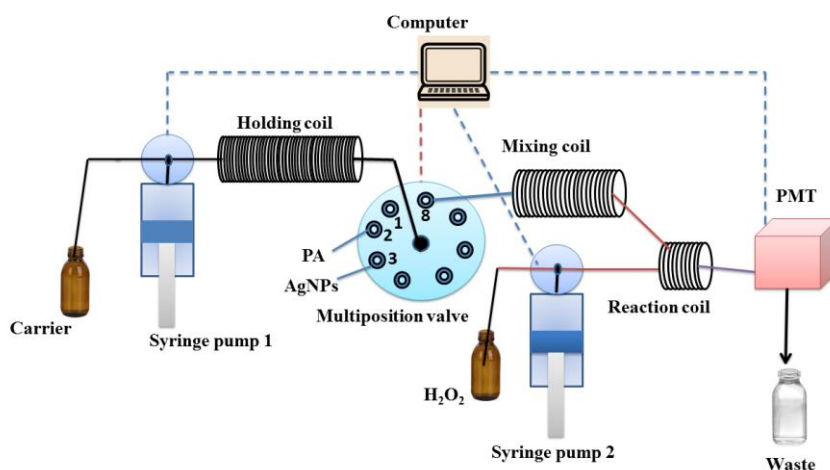 Computer
Holding coil
Mixing coil
PMT
8
1
2
PA
3
AgNPs
Multiposition valve
Reaction coil
Carrier
Syringe pump 1
H₂O₂
Syringe pump 2
Waste